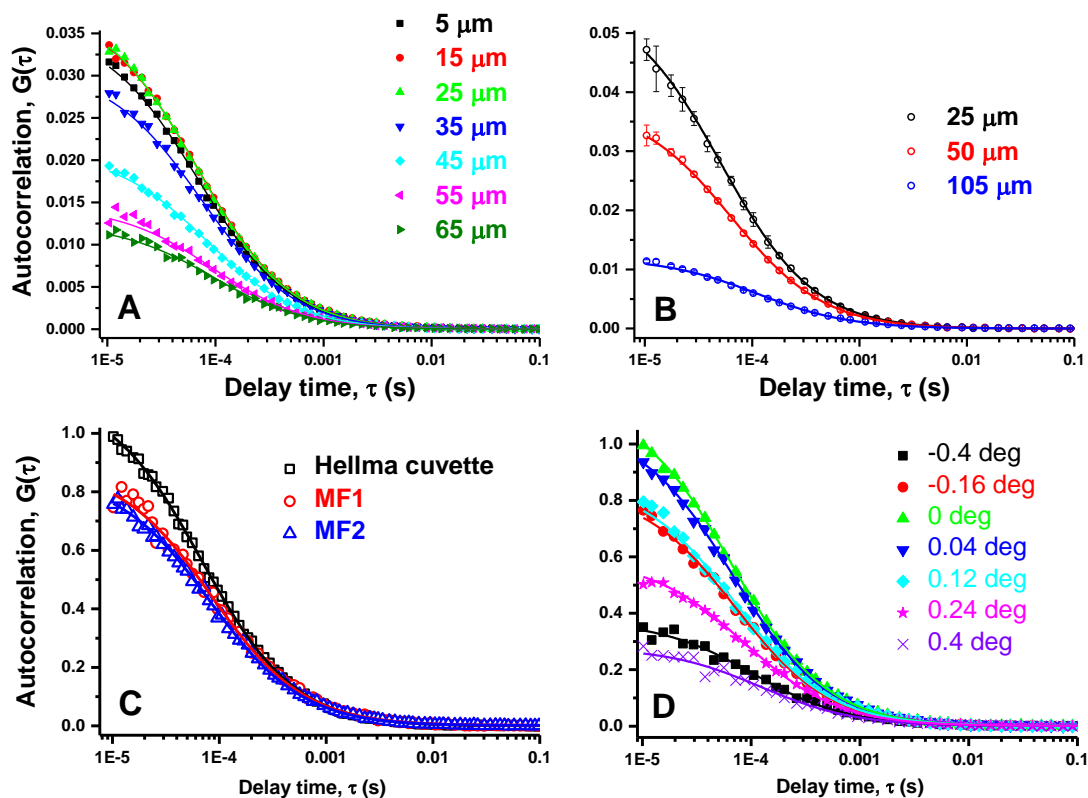 5 μm
15 μm
25 μm
35 μm
45 μm
55 μm
65 μm
0.035
0.030
0.025
0.020
0.015
0.010
0.005
0.000
Autocorrelation, G(τ)
A
1E-5 1E-4 0.001 0.01 0.1
Delay time, τ (s)
25 μm
50 μm
105 μm
0.05
0.04
0.03
0.02
0.01
0.00
B
1E-5 1E-4 0.001 0.01 0.1
Delay time, τ (s)
Hellma cuvette
MF1
MF2
1.0
0.8
0.6
0.4
0.2
0.0
Autocorrelation, G(τ)
C
1E-5 1E-4 0.001 0.01 0.1
Delay time, τ (s)
-0.4 deg
-0.16 deg
0 deg
0.04 deg
0.12 deg
0.24 deg
0.4 deg
1.0
0.8
0.6
0.4
0.2
0.0
D
1E-5 1E-4 0.001 0.01 0.1
Delay time, τ (s)